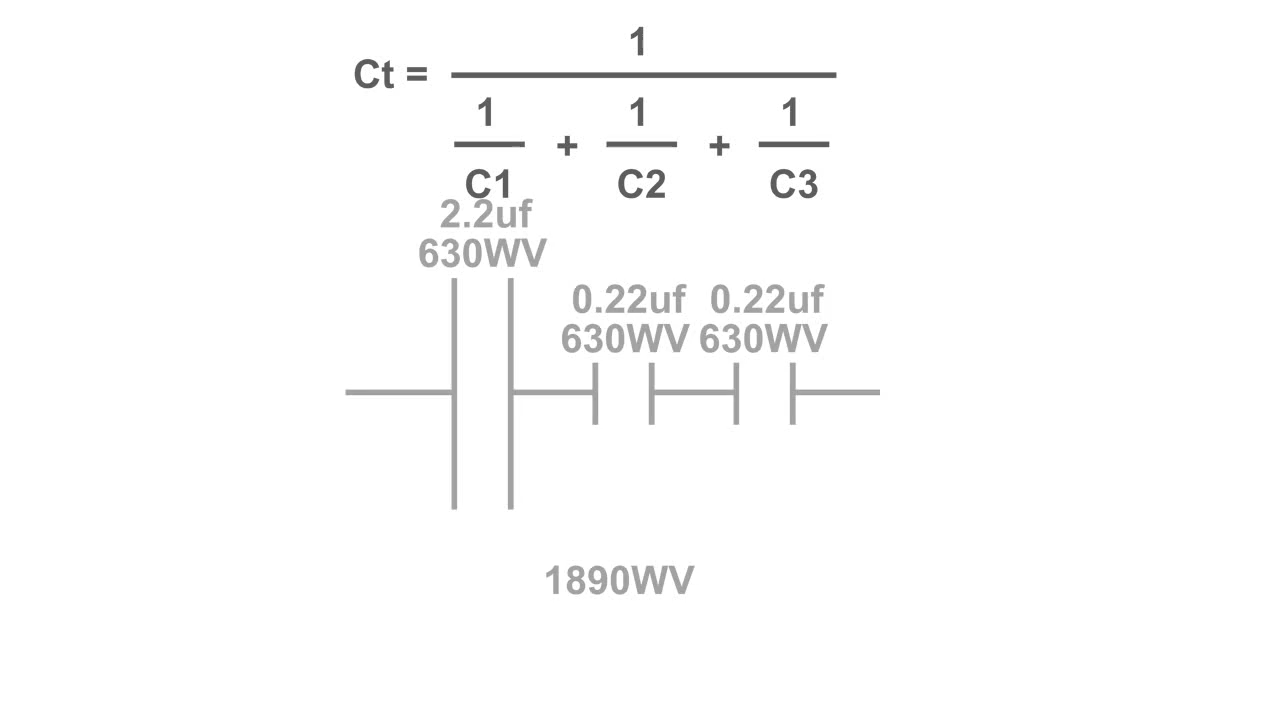 1
Ct =
1 + 1 + 1
C1 C2 C3
2.2uf
630WV
0.22uf 0.22uf
630WV 630WV
1890WV